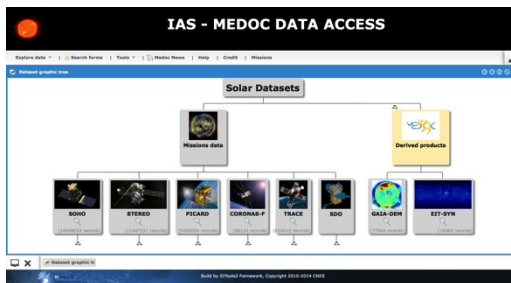 IAS - MEDOC DATA ACCESS
Explore data | Search forms | Tools | Medoc News | Help | Credit | Missions
Dataset graphic tree
Solar Datasets
MEDOC
Missions data
Derived products
SOHO
STEREO
PICARD
CORONAS-F
TRACE
SDO
GAIA-DEM
EIT-SYN
Dataset graphic tr
Build by SITools2 Framework, Copyright 2010-2014 CNES